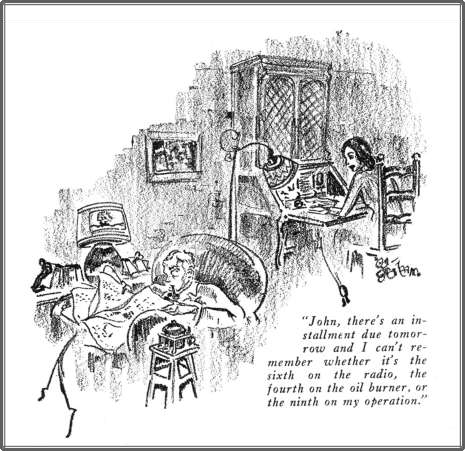 "John, there's an in-
stallment due tomor-
row and I can't re-
member whether it's the
sixth on the radio, the
fourth on the oil burner, or
the ninth on my operation."